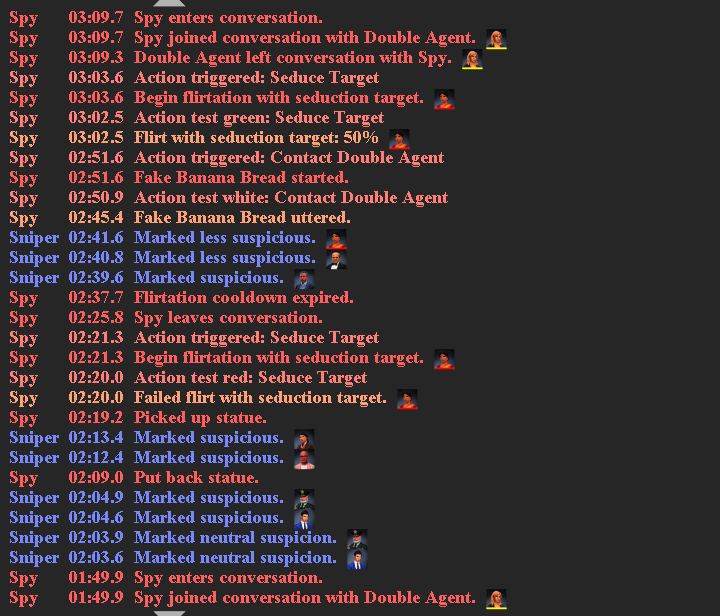 Spy 03:09.7 Spy enters conversation.
Spy 03:09.7 Spy joined conversation with Double Agent.
Spy 03:09.3 Double Agent left conversation with Spy.
Spy 03:03.6 Action triggered: Seduce Target
Spy 03:03.6 Begin flirtation with seduction target.
Spy 03:02.5 Action test green: Seduce Target
Spy 03:02.5 Flirt with seduction target: 50%
Spy 02:51.6 Action triggered: Contact Double Agent
Spy 02:51.6 Fake Banana Bread started.
Spy 02:50.9 Action test white: Contact Double Agent
Spy 02:45.4 Fake Banana Bread uttered.
Sniper 02:41.6 Marked less suspicious.
Sniper 02:40.8 Marked less suspicious.
Sniper 02:39.6 Marked suspicious.
Spy 02:37.7 Flirtation cooldown expired.
Spy 02:25.8 Spy leaves conversation.
Spy 02:21.3 Action triggered: Seduce Target
Spy 02:21.3 Begin flirtation with seduction target.
Spy 02:20.0 Action test red: Seduce Target
Spy 02:20.0 Failed flirt with seduction target.
Spy 02:19.2 Picked up statue.
Sniper 02:13.4 Marked suspicious.
Sniper 02:12.4 Marked suspicious.
Spy 02:09.0 Put back statue.
Sniper 02:04.9 Marked suspicious.
Sniper 02:04.6 Marked suspicious.
Sniper 02:03.9 Marked neutral suspicion.
Sniper 02:03.6 Marked neutral suspicion.
Spy 01:49.9 Spy enters conversation.
Spy 01:49.9 Spy joined conversation with Double Agent.